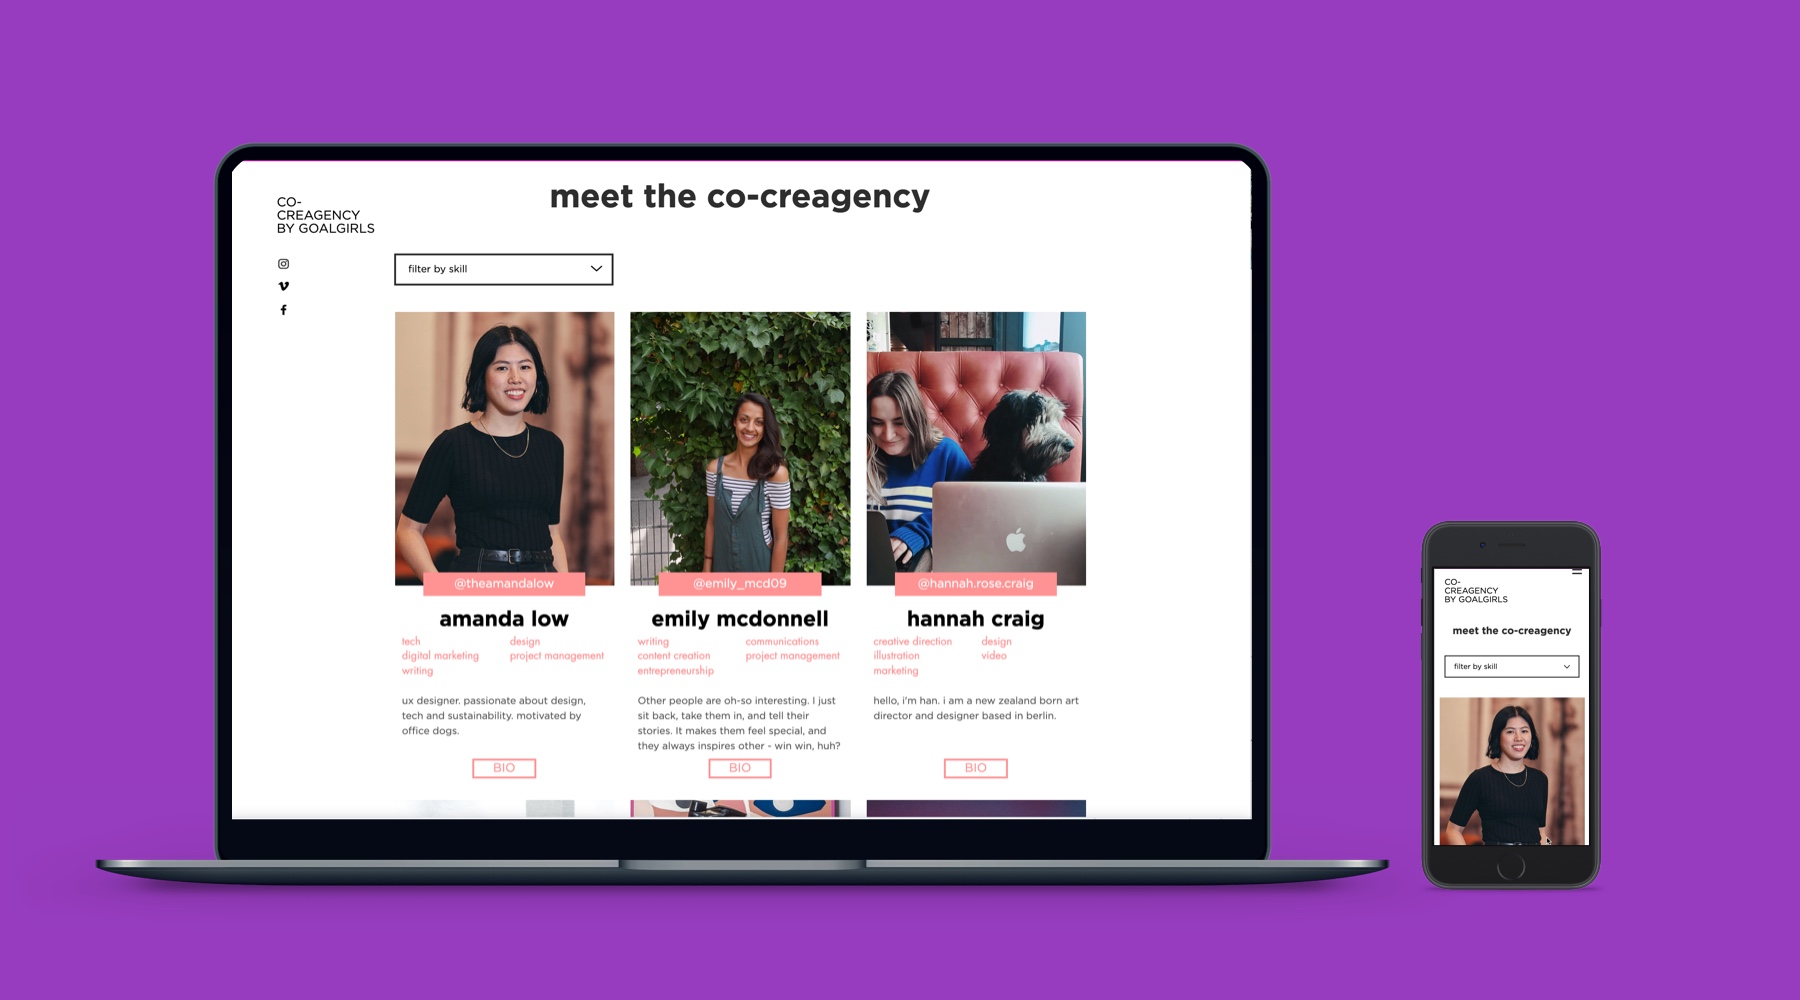 meet the co-creagency
CO-
CREAGENCY
BY GOALGIRLS
filter by skill
@theamandalow
amanda low
tech
design
digital marketing
project management
writing
ux designer. passionate about design,
tech and sustainability. motivated by
office dogs.
BIO
@emily_mcd09
emily mcdonnell
writing
communications
content creation
project management
entrepreneurship
Other people are oh-so interesting. I just
sit back, take them in, and tell their
stories. It makes them feel special, and
they always inspires other - win win, huh?
BIO
@hannah.rose.craig
hannah craig
creative direction
design
illustration
video
marketing
hello, i'm han. i am a new zealand born art
director and designer based in berlin.
BIO
CO-
CREAGENCY
BY GOALGIRLS
meet the co-creagency
filter by skill